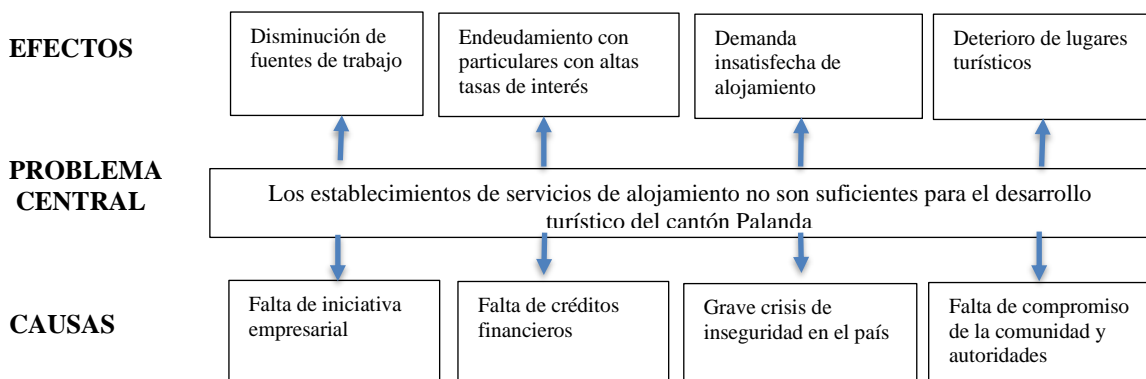 EFECTOS
Disminución de
fuentes de trabajo
Endeudamiento con
particulares con altas
tasas de interés
Demanda
insatisfecha de
alojamiento
Deterioro de lugares
turísticos
PROBLEMA
CENTRAL
Los establecimientos de servicios de alojamiento no son suficientes para el desarrollo
turístico del cantón Palanda
CAUSAS
Falta de iniciativa
empresarial
Falta de créditos
financieros
Grave crisis de
inseguridad en el país
Falta de compromiso
de la comunidad y
autoridades